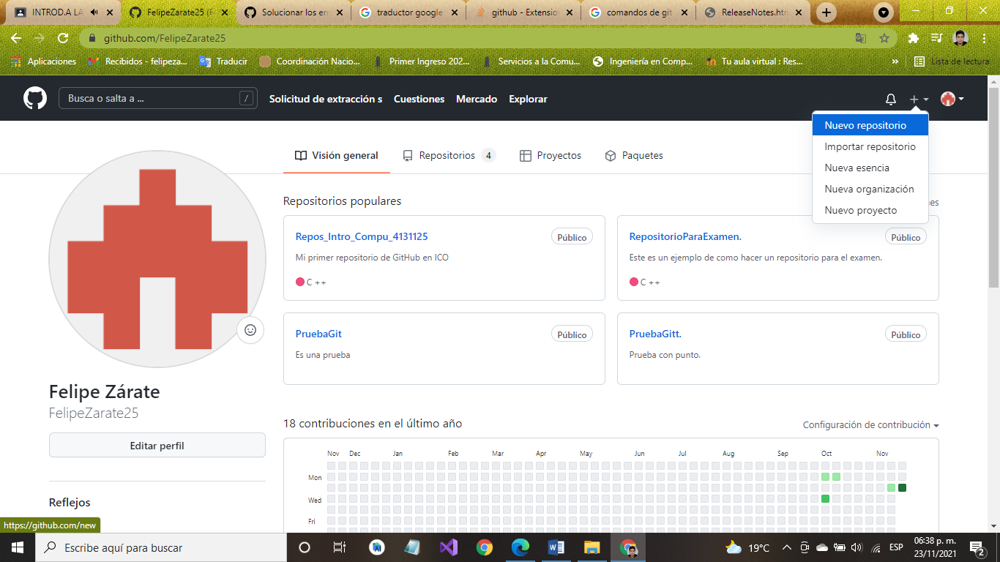 INTROD.A LA
FelipeZarate25 (F
Solucionar los err
traductor google
github - Extension
comandos de git
ReleaseNotes.htm
github.com/FelipeZarate25
Aplicaciones
Recibidos - felipeza...
Traducir
Coordinación Nacio...
Primer Ingreso 202...
Servicios a la Comu...
Ingeniería en Comp...
Tu aula virtual : Res...
»
Lista de lectura
Busca o salta a ...
/
Solicitud de extracción s
Cuestiones
Mercado
Explorar
Nuevo repositorio
Importar repositorio
Nueva esencia
Nueva organización
Nuevo proyecto
Visión general
Repositorios 4
Proyectos
Paquetes
Repositorios populares
Repos_Intro_Compu_4131125
Público
Mi primer repositorio de GitHub en ICO
C ++
RepositorioParaExamen.
Público
Este es un ejemplo de como hacer un repositorio para el examen.
C ++
PruebaGit
Público
Es una prueba
PruebaGitt.
Público
Prueba con punto.
Felipe Zárate
FelipeZarate25
Editar perfil
Reflejos
18 contribuciones en el último año
Configuración de contribución
Nov Dec Jan Feb Mar Apr May Jun Jul Aug Sep Oct Nov
Mon
Wed
Fri
https://github.com/new
Escribe aquí para buscar
19°C
ESP
06:38 p. m.
23/11/2021
2